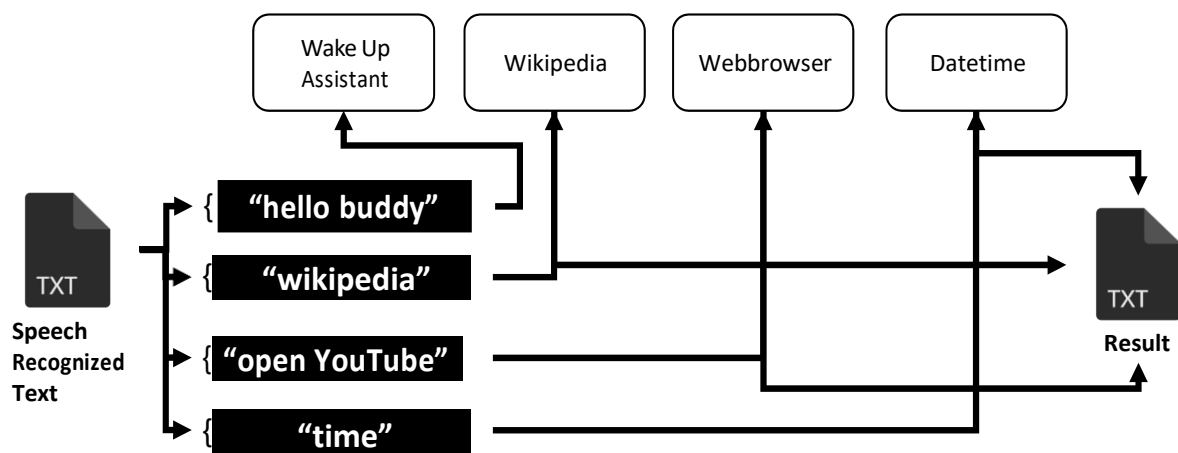 Wake Up
Assistant
Wikipedia
Webbrowser
Datetime
{ “hello buddy”
{ “wikipedia”
{ “open YouTube”
{ “time”
TXT
Speech
Recognized
Text
TXT
Result